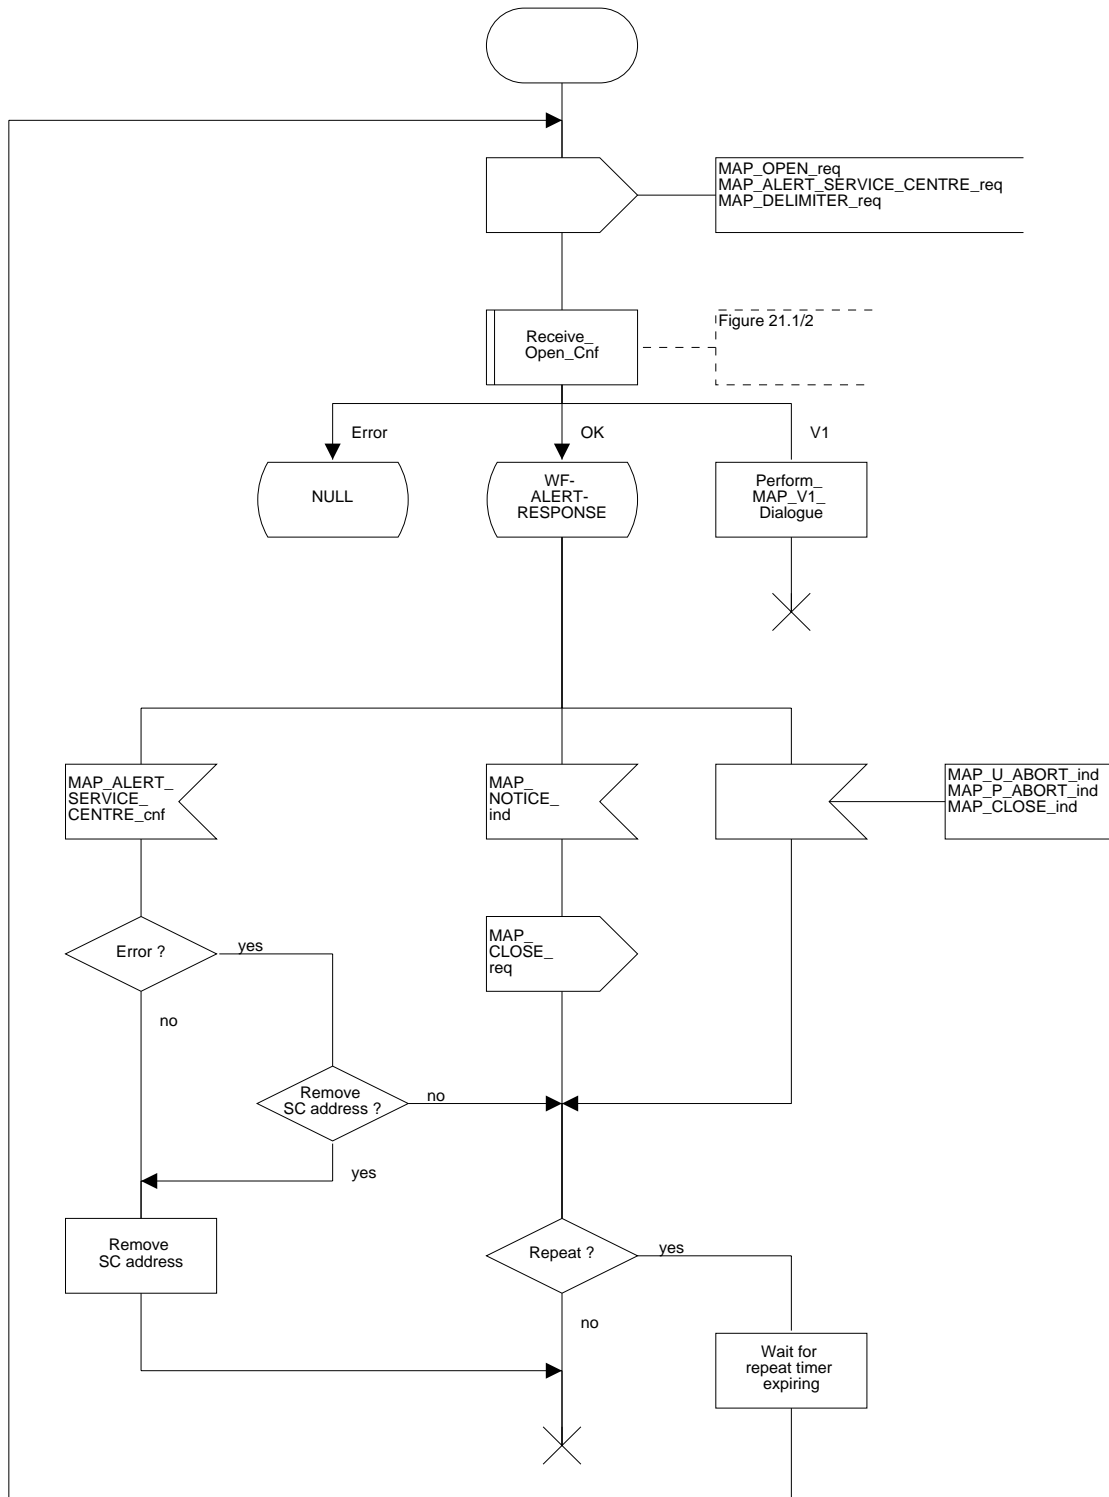 MAP_OPEN_req
MAP_ALERT_SERVICE_CENTRE_req
MAP_DELIMITER_req
Receive_
Open_Cnf
Figure 21.1/2
Error
OK
V1
NULL
WF-
ALERT-
RESPONSE
Perform_
MAP_V1_
Dialogue
MAP_ALERT_
SERVICE_
CENTRE_cnf
MAP_
NOTICE_
ind
MAP_U_ABORT_ind
MAP_P_ABORT_ind
MAP_CLOSE_ind
Error ?
yes
no
MAP_
CLOSE_
req
Remove
SC address ?
no
yes
Remove
SC address
Repeat ?
yes
no
Wait for
repeat timer
expiring